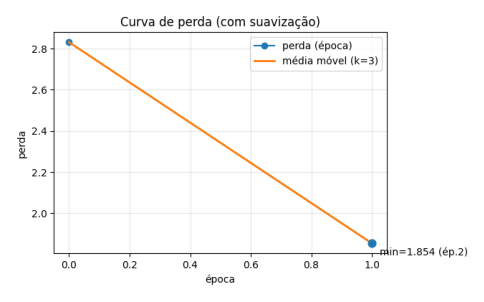 Curva de perda (com suavização)
perda (época)
média móvel (k=3)
2.8
2.6
2.4
2.2
2.0
perda
min=1.854 (ép.2)
0.0 0.2 0.4 0.6 0.8 1.0
época